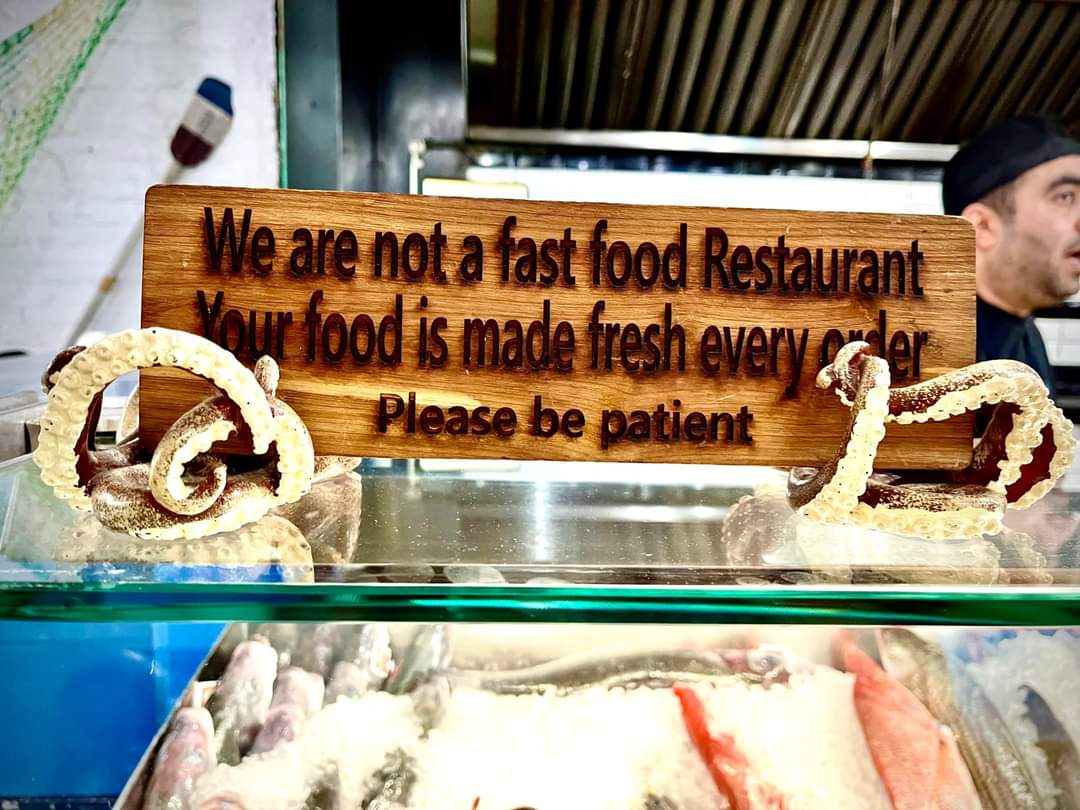 We are not a fast food Restaurant
Your food is made fresh every order
Please be patient